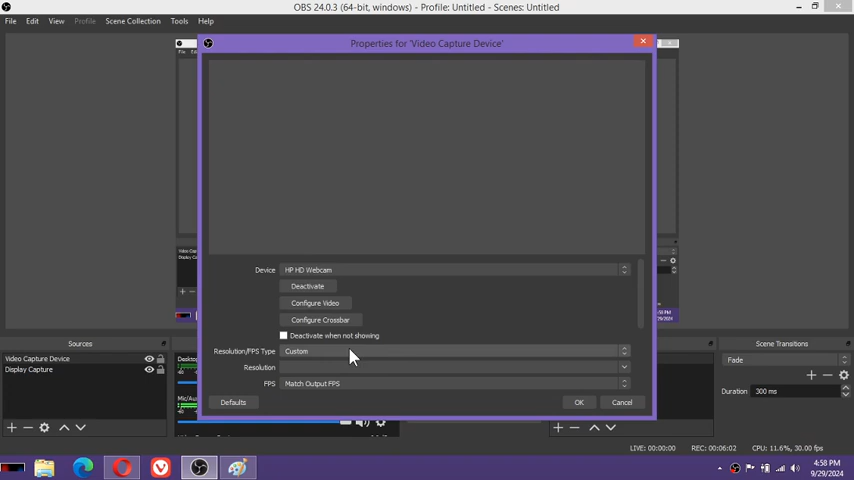 OBS 24.0.3 (64-bit, windows) - Profile: Untitled - Scenes: Untitled
File Edit View Profile Scene Collection Tools Help
Properties for 'Video Capture Device'
Device HP HD Webcam
Deactivate
Configure Video
Configure Crossbar
Deactivate when not showing
Resolution/FPS Type Custom
Resolution
FPS Match Output FPS
Defaults OK Cancel
Sources
Video Capture Device
Display Capture
Scene Transitions
Fade
Duration 300 ms
LIVE: 00:00:00 REC: 00:06:02 CPU: 11.6%, 30.00 fps
4:58 PM
9/29/2024